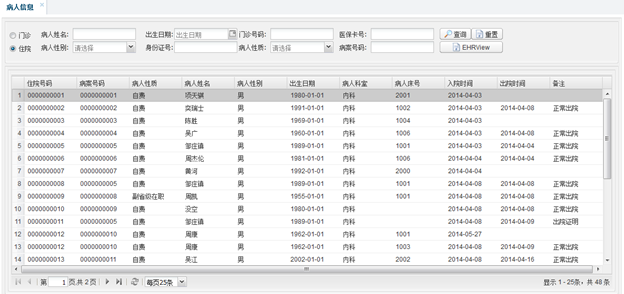 病人信息
门诊 病人姓名: 出生日期: 出生日期 门诊号码: 医保卡号: 查询 重置
住院 病人性别: 请选择 身份证号: 病人性质: 请选择 病案号码: EHRView
住院号码 病案号码 病人性质 病人姓名 病人性别 出生日期 病人科室 病人床号 入院时间 出院时间 备注
1 0000000001 0000000001 自费 项天骐 男 1980-01-01 内科 2001 2014-04-03
2 0000000002 0000000002 自费 奕瑞士 男 1991-01-01 内科 1002 2014-04-03 2014-04-08 正常出院
3 0000000003 0000000003 自费 陈胜 男 1969-01-01 内科 1004 2014-04-03
4 0000000004 0000000004 自费 吴广 男 1960-01-01 内科 1006 2014-04-03 2014-04-08 正常出院
5 0000000005 0000000005 自费 邹庄镇 男 1989-01-01 内科 1001 2014-04-03 2014-04-04 正常出院
6 0000000006 0000000006 自费 周杰伦 男 1981-01-01 内科 1006 2014-04-04 2014-04-04 正常出院
7 0000000007 0000000007 自费 黄河 男 1992-01-01 内科 2000 2014-04-04
8 0000000008 0000000005 自费 邹庄镇 男 1989-01-01 内科 1001 2014-04-08 2014-04-08 正常出院
9 0000000009 0000000008 副省级在职 周凯 男 1955-01-01 内科 1001 2014-04-08 2014-04-08 正常出院
10 0000000010 0000000009 自费 没空 男 1980-01-01 内科 2014-04-08 2014-04-08 正常出院
11 0000000011 0000000005 自费 邹庄镇 男 1989-01-01 内科 2014-04-08 2014-04-09 出院证明
12 0000000012 0000000010 自费 周康 男 1962-01-01 内科 1001 2014-05-27
13 0000000012 0000000010 自费 周康 男 1962-01-01 内科 1003 2014-04-08 2014-04-09 正常出院
14 0000000013 0000000011 自费 吴江 男 2002-01-01 内科 2002 2014-04-08 2014-04-16 正常出院
第 1 页,共 2 页 每页25条 显示 1 - 25条，共 48 条